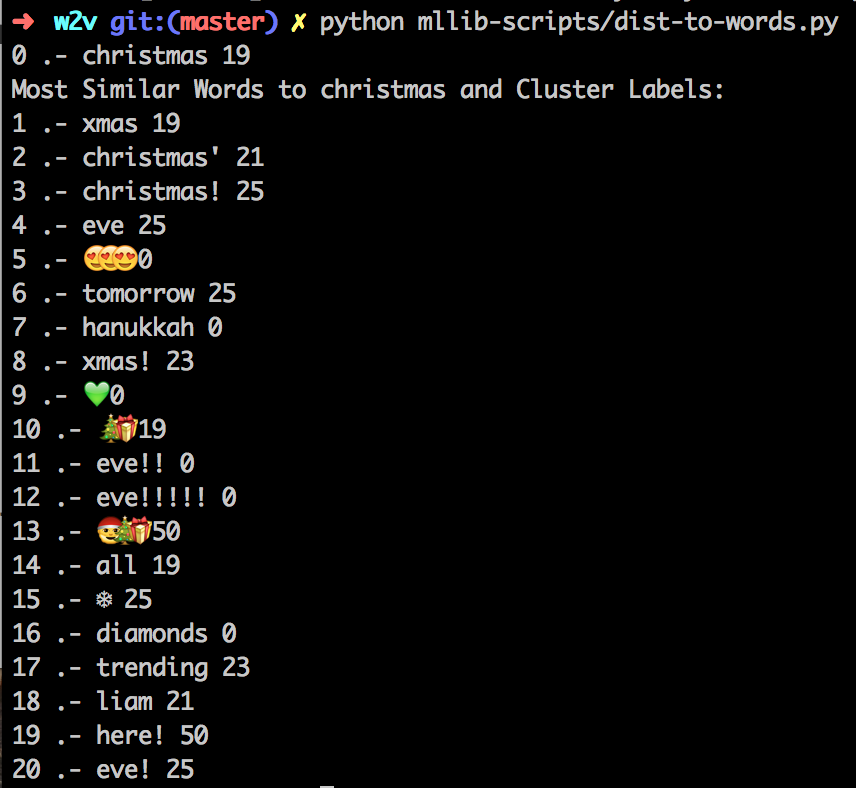 ➜ w2v git:(master) ✗ python mllib-scripts/dist-to-words.py
0 .- christmas 19
Most Similar Words to christmas and Cluster Labels:
1 .- xmas 19
2 .- christmas' 21
3 .- christmas! 25
4 .- eve 25
5 .- 😍😍😍0
6 .- tomorrow 25
7 .- hanukkah 0
8 .- xmas! 23
9 .- 💚0
10 .- 🎄🎁19
11 .- eve!! 0
12 .- eve!!!!! 0
13 .- 🎅🎄🎁50
14 .- all 19
15 .- ❄ 25
16 .- diamonds 0
17 .- trending 23
18 .- liam 21
19 .- here! 50
20 .- eve! 25